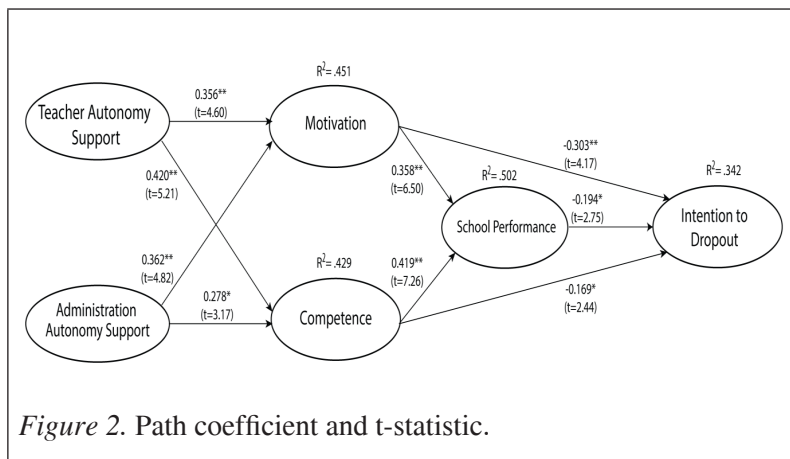 R2= .451
0.356**
(t=4.60)
Teacher Autonomy
Support
Motivation
-0.303**
(t=4.17)
0.358**
(t=6.50)
R2= .502
R2= .342
0.420**
(t=5.21)
-0.194*
(t=2.75)
School Performance
Intention to
Dropout
0.362**
(t=4.82)
R2= .429
0.419**
(t=7.26)
0.278*
(t=3.17)
-0.169*
(t=2.44)
Administration
Autonomy Support
Competence
Figure 2. Path coefficient and t-statistic.